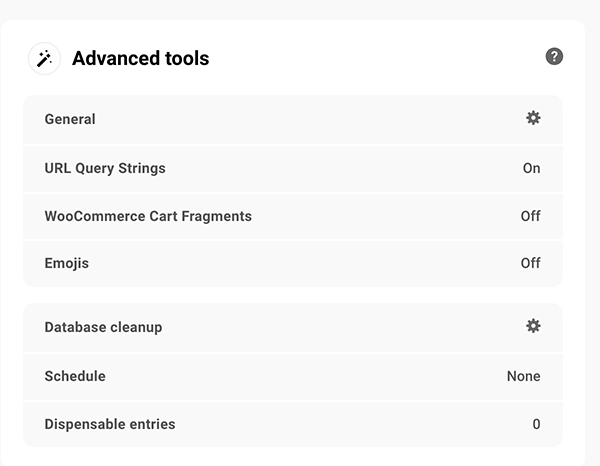 Advanced tools
?
General
URL Query Strings On
WooCommerce Cart Fragments Off
Emojis Off
Database cleanup
Schedule None
Dispensable entries 0